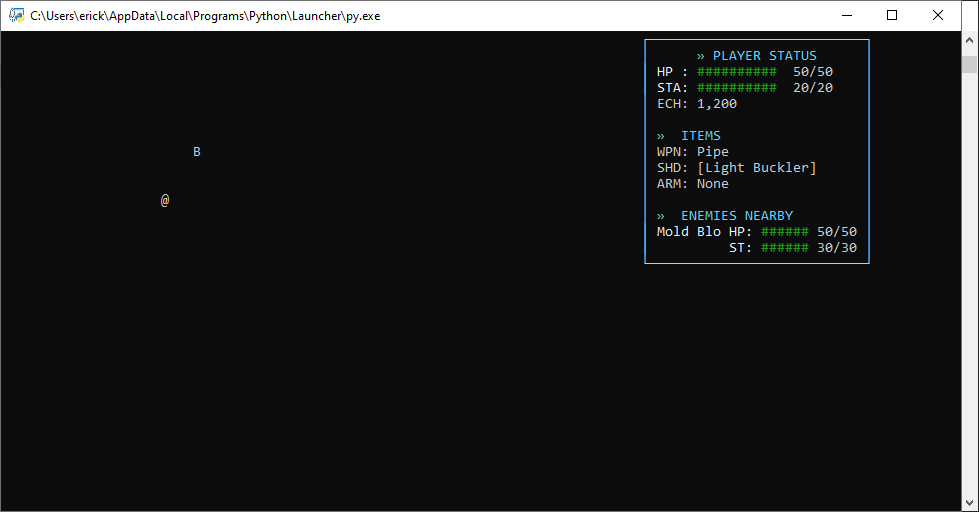 C:\Users\erick\AppData\Local\Programs\Python\Launcher\py.exe
» PLAYER STATUS
HP : ########## 50/50
STA: ########## 20/20
ECH: 1,200
» ITEMS
B
WPN: Pipe
SHD: [Light Buckler]
ARM: None
@
» ENEMIES NEARBY
Mold Blo HP: ###### 50/50
ST: ###### 30/30